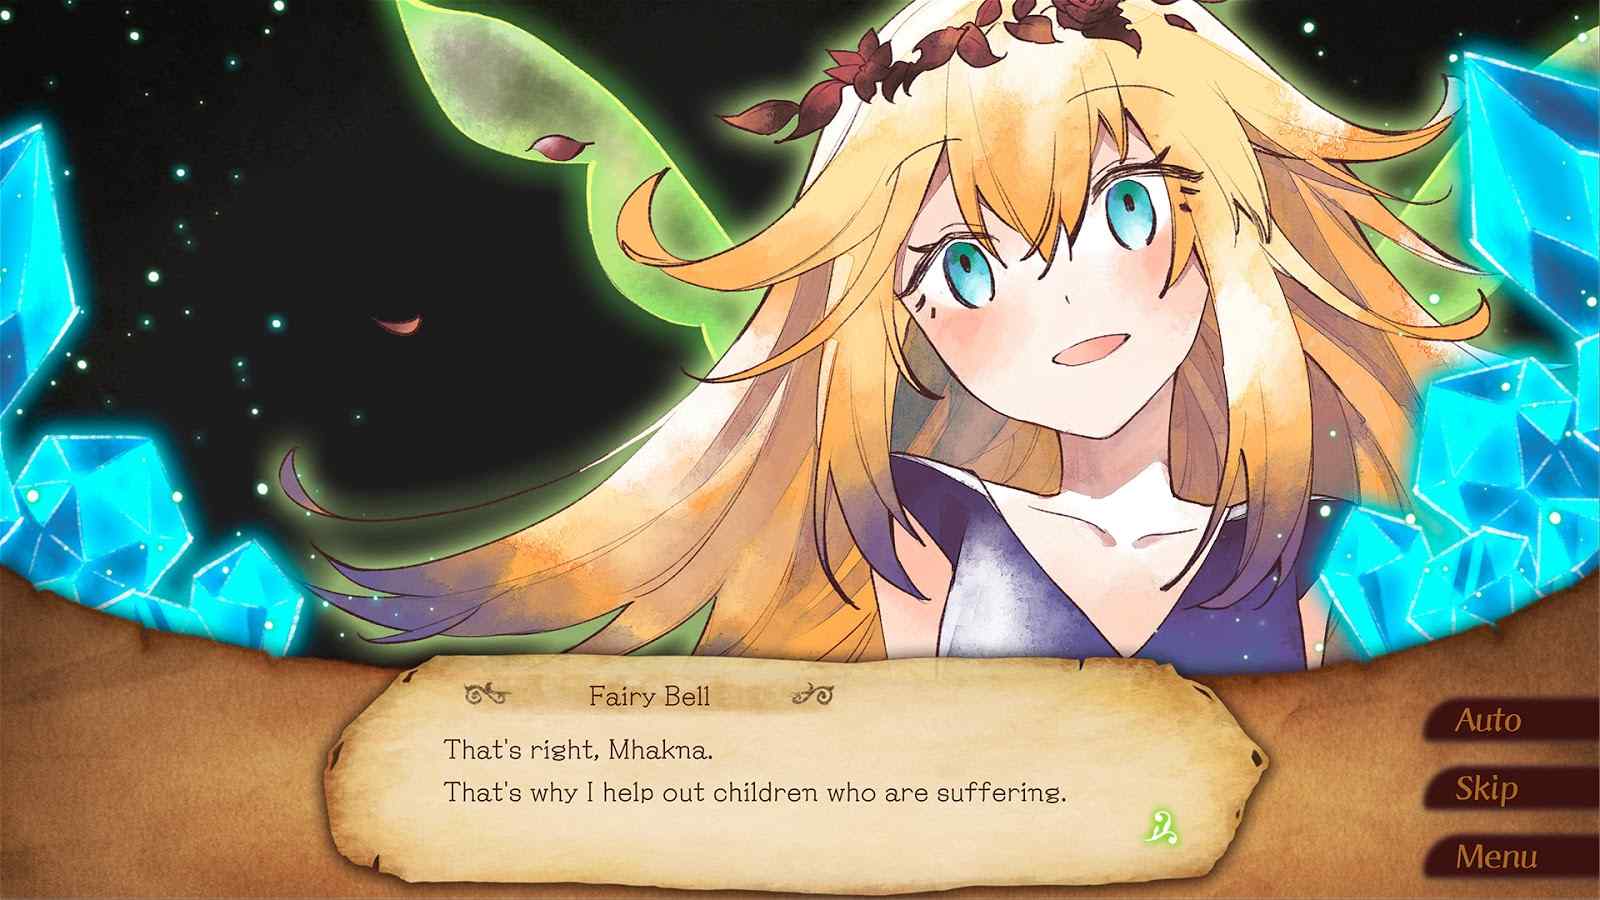 Fairy Bell
That's right, Mhakna.
That's why I help out children who are suffering.
Auto
Skip
Menu